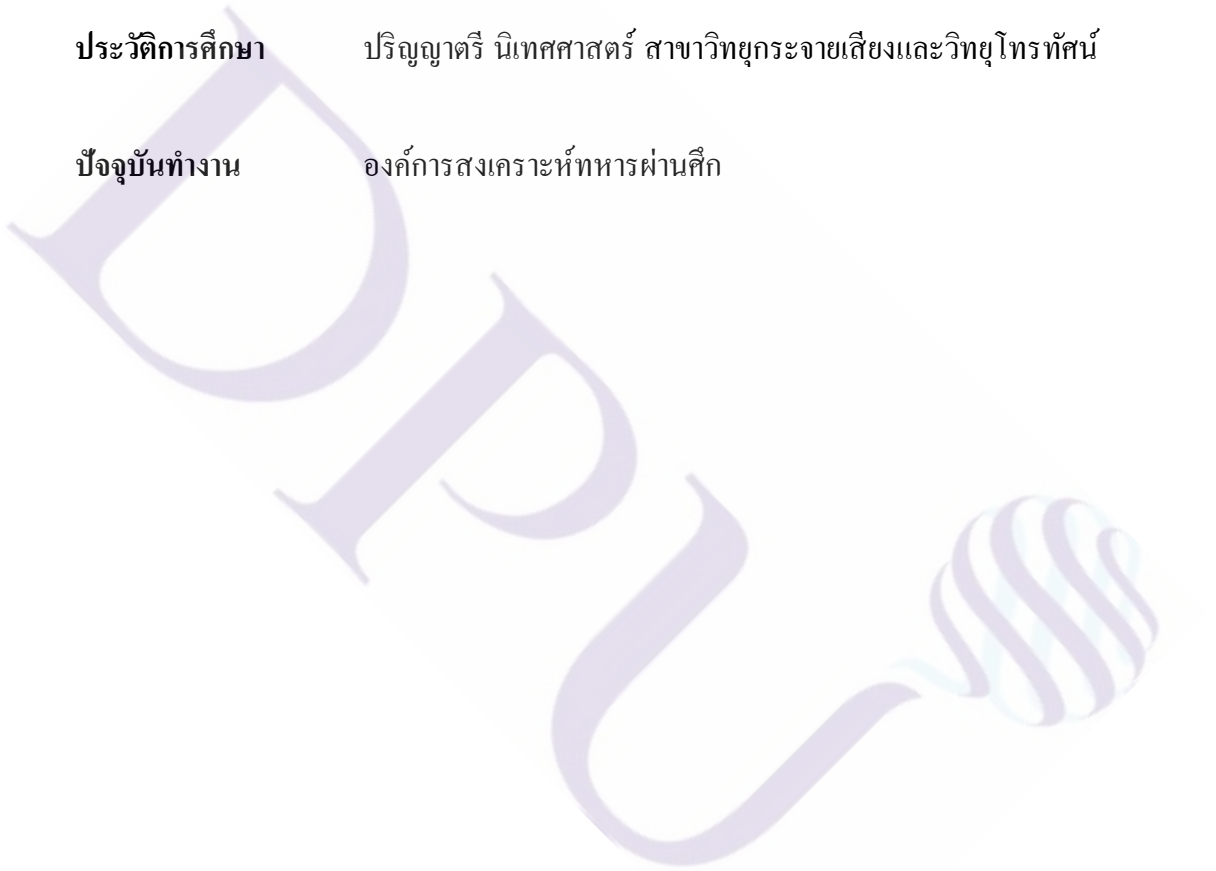 ประวัติการศึกษา ปริญญาตรี นิเทศศาสตร์ สาขาวิทยุกระจายเสียงและวิทยุโทรทัศน์
ปัจจุบันทำงาน องค์การสงเคราะห์ทหารผ่านศึก
DPU